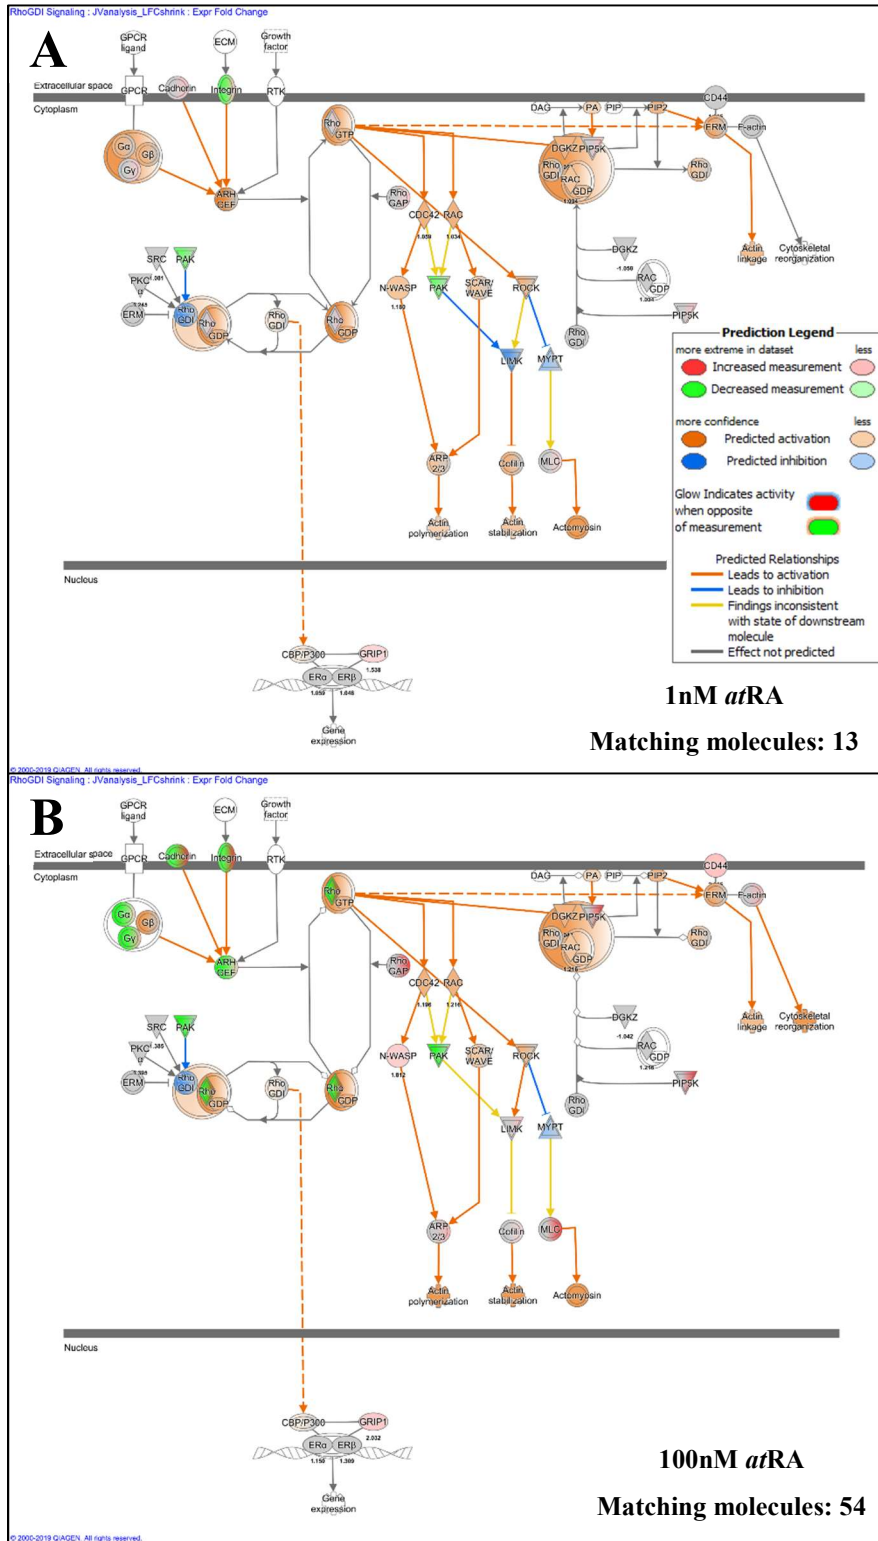 RhoGDI Signaling : JVanalysis_LFCshrink : Expr Fold Change
A
GPCR
ligand
ECM
Growth
factor
Extracellular space
Cytoplasm
GPCR
Cadherin
Integrin
RTK
Gα
Gβ
Gγ
ARH
GEF
Rho
GTP
Rho
GAP
CDC42
1.059
RAC
1.034
DAG
PA
PIP
PIP2
DGKZ
PIP5K
Rho
GDI
RAC
GDP
1.034
Rho
GDI
CD44
ERM
F-actin
Actin
linkage
Cytoskeletal
reorganization
SRC
PAK
PKC
α
ERM
Rho
GDI
Rho
GDP
Rho
GDI
Rho
GDP
N-WASP
1.180
PAK
SCAR/
WAVE
ROCK
LIMK
MYPT
DGKZ
-1.050
RAC
GDP
1.034
PIP5K
Rho
GDI
ARP
2/3
Cofilin
MLC
Actin
polymerization
Actin
stabilization
Actomyosin
Prediction Legend
more extreme in dataset less
Increased measurement
Decreased measurement
more confidence less
Predicted activation
Predicted inhibition
Glow Indicates activity
when opposite
of measurement
Predicted Relationships
Leads to activation
Leads to inhibition
Findings inconsistent
with state of downstream
molecule
Effect not predicted
Nucleus
CBP/P300
GRIP1
1.538
ERα
ERβ
1.059
1.048
Gene
expression
1nM atRA
Matching molecules: 13
© 2000-2019 QIAGEN. All rights reserved.
RhoGDI Signaling : JVanalysis_LFCshrink : Expr Fold Change
B
GPCR
ligand
ECM
Growth
factor
Extracellular space
Cytoplasm
GPCR
Cadherin
Integrin
RTK
Gα
Gβ
Gγ
ARH
GEF
Rho
GTP
Rho
GAP
CDC42
1.196
RAC
1.216
DAG
PA
PIP
PIP2
DGKZ
PIP5K
Rho
GDI
RAC
GDP
1.216
Rho
GDI
CD44
ERM
F-actin
Actin
linkage
Cytoskeletal
reorganization
SRC
PAK
PKC
α
ERM
Rho
GDI
Rho
GDP
Rho
GDI
Rho
GDP
N-WASP
1.812
PAK
SCAR/
WAVE
ROCK
LIMK
MYPT
DGKZ
-1.042
RAC
GDP
1.216
PIP5K
Rho
GDI
ARP
2/3
Cofilin
MLC
Actin
polymerization
Actin
stabilization
Actomyosin
Nucleus
CBP/P300
GRIP1
2.032
ERα
ERβ
1.150
1.309
Gene
expression
100nM atRA
Matching molecules: 54
© 2000-2019 QIAGEN. All rights reserved.